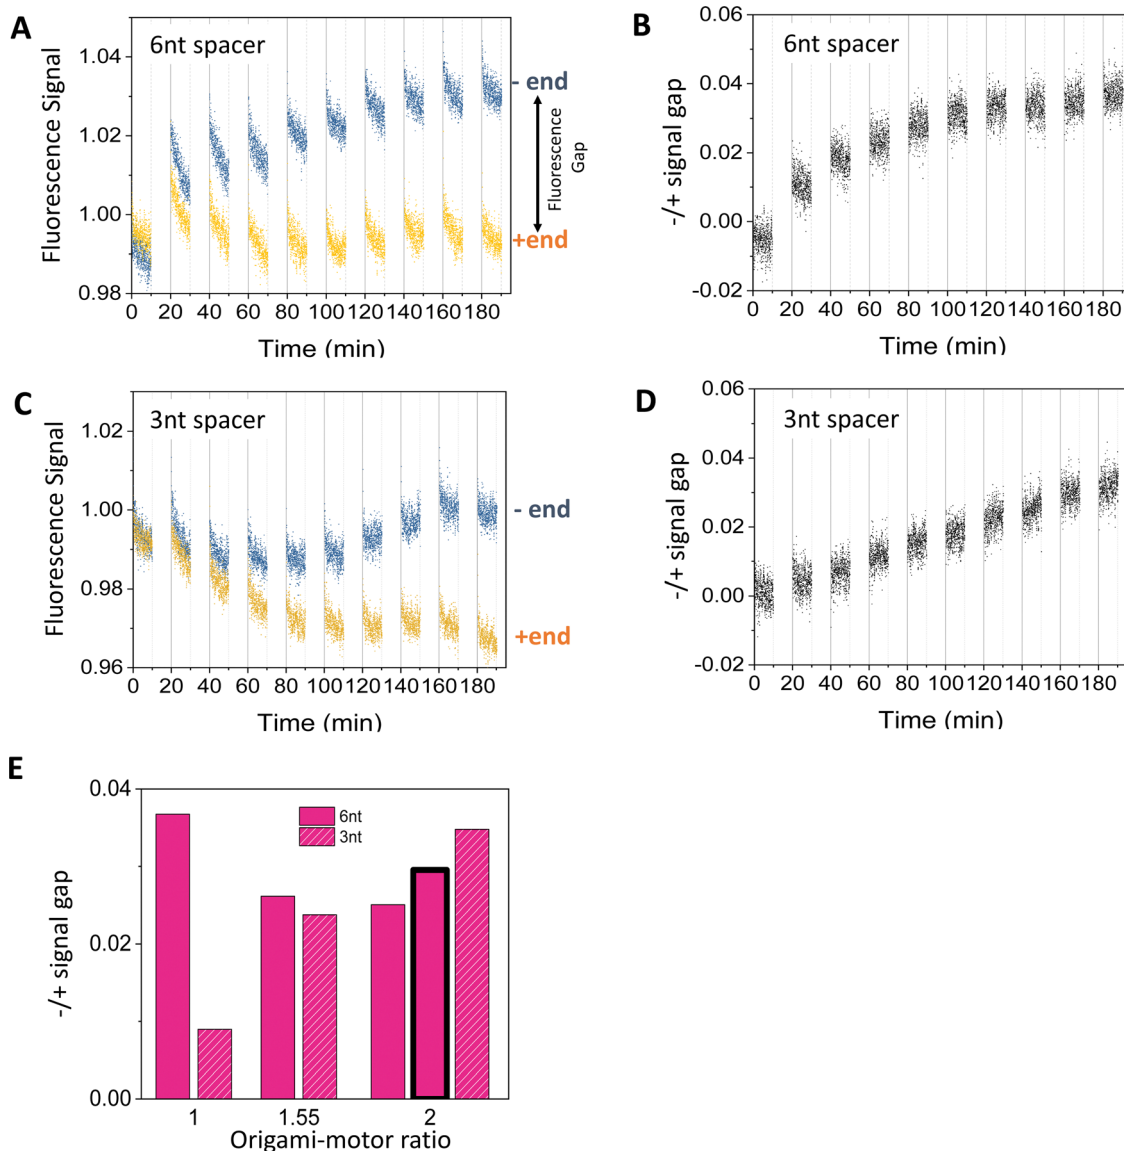 A
6nt spacer
Fluorescence Signal
1.04
1.02
1.00
0.98
0 20 40 60 80 100 120 140 160 180
Time (min)
- end
Fluorescence
Gap
+end
B
6nt spacer
-/+ signal gap
0.06
0.04
0.02
0.00
-0.02
0 20 40 60 80 100 120 140 160 180
Time (min)
C
3nt spacer
Fluorescence Signal
1.02
1.00
0.98
0.96
0 20 40 60 80 100 120 140 160 180
Time (min)
- end
+end
D
3nt spacer
-/+ signal gap
0.06
0.04
0.02
0.00
-0.02
0 20 40 60 80 100 120 140 160 180
Time (min)
E
-/+ signal gap
0.04
0.02
0.00
6nt
3nt
1 1.55 2
Origami-motor ratio